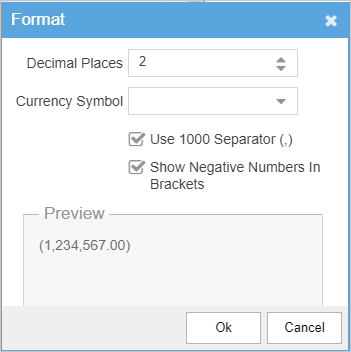 Format
Decimal Places 2
Currency Symbol
Use 1000 Separator (,)
Show Negative Numbers In
Brackets
Preview
(1,234,567.00)
Ok Cancel